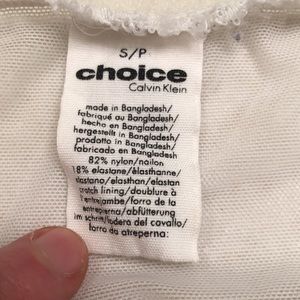 S/P
choice
Calvin Klein
made in Bangladesh/
fabriqué au Bangladesh/
hecho en Bangladesh/
hergestellt in Bangladesh/
prodotto in Bangladesh/
fabricado en Bangladesh/
82% nylon/nailon
18% elastane/élasthanne/
elastano/elasthan/elastan
crotch lining/doublure à
l'entrejambe/forro de la
entrepierna/abfütterung
im schritt/fodera del cavallo/
forro da atreperna: